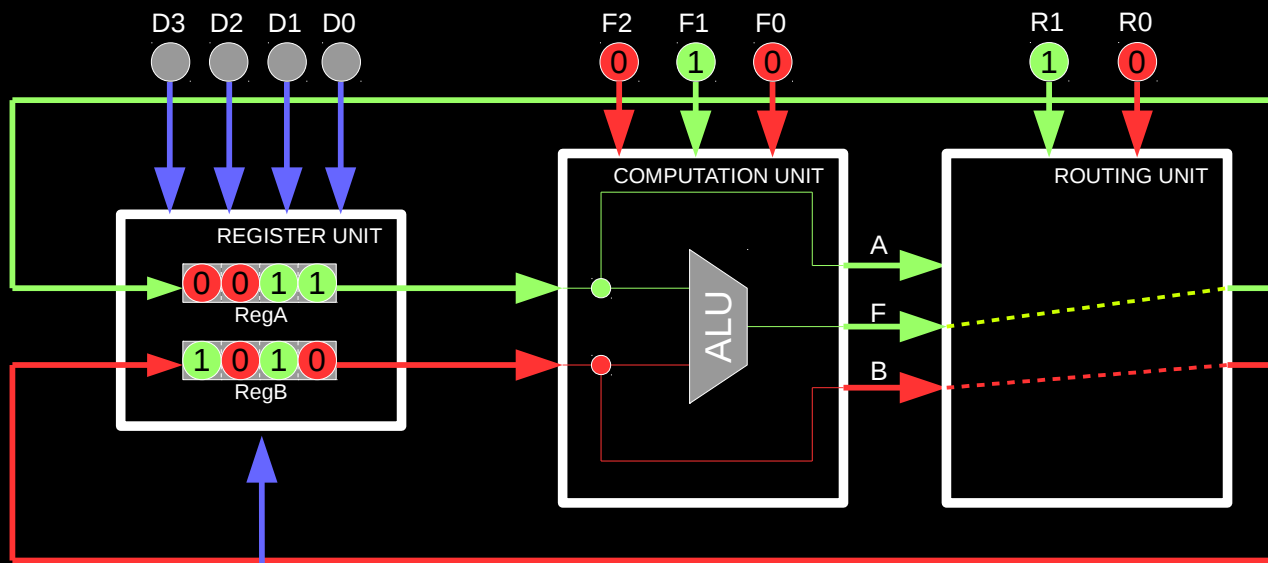 D3 D2 D1 D0 F2 F1 F0 R1 R0
0 1 0 1 0
COMPUTATION UNIT ROUTING UNIT
REGISTER UNIT
A
0 0 1 1
RegA
F
ALU
1 0 1 0
B
RegB